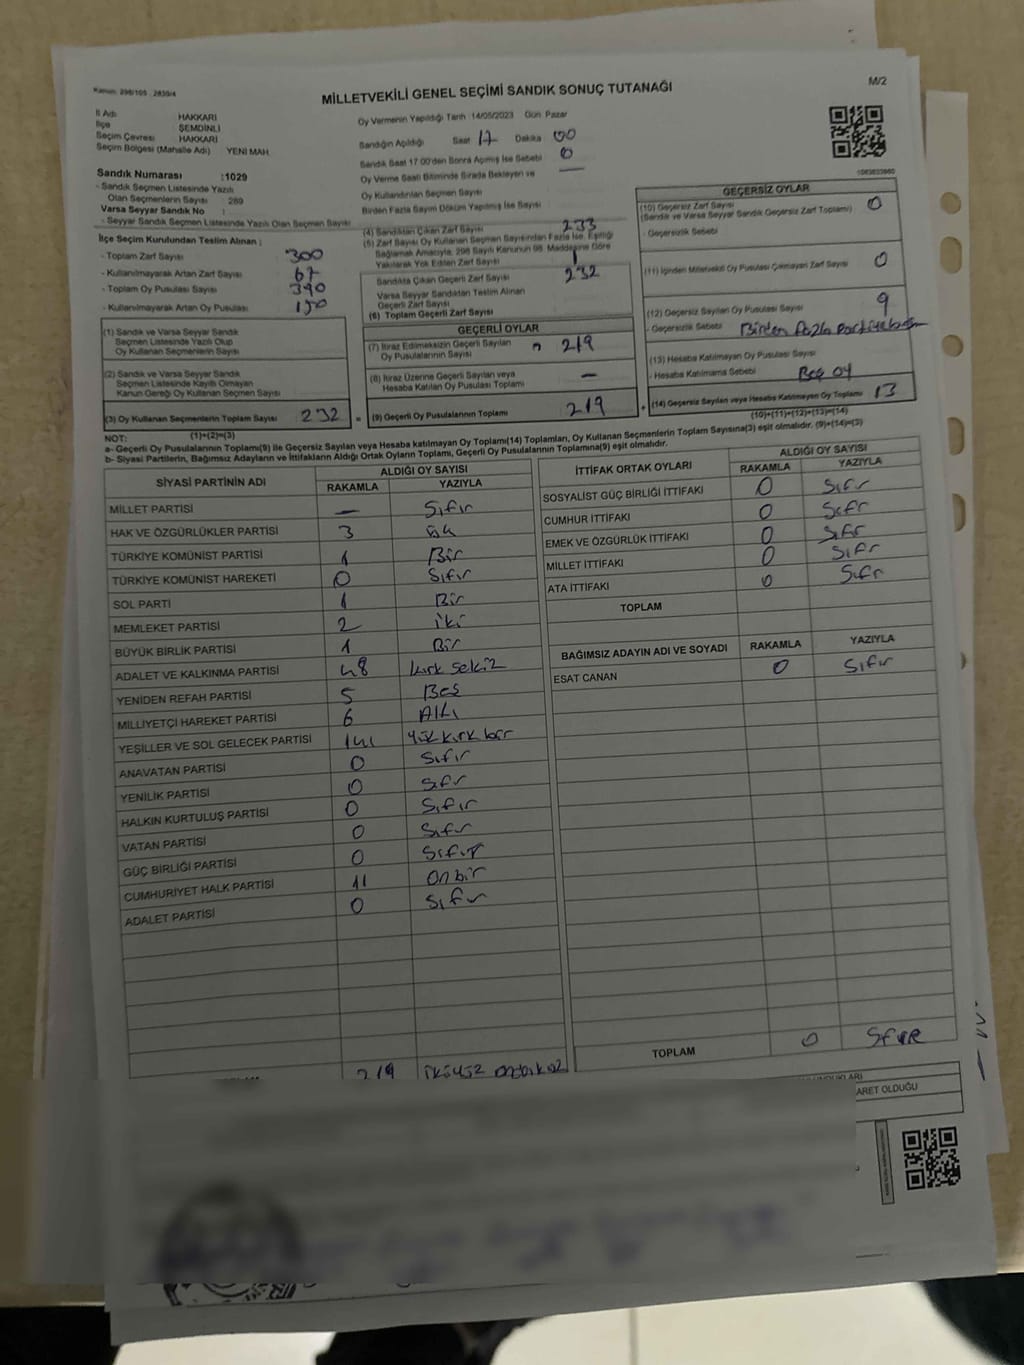 Kanun: 298/105 2839/4
M/2
MİLLETVEKİLİ GENEL SEÇİMİ SANDIK SONUÇ TUTANAĞI
İl Adı HAKKARİ
İlçe ŞEMDİNLİ
Seçim Çevresi HAKKARİ
Seçim Bölgesi (Mahalle Adı) YENİ MAH.
Sandık Numarası :1029
- Sandık Seçmen Listesinde Yazılı
Olan Seçmenlerin Sayısı : 289
Varsa Seyyar Sandık No :
- Seyyar Sandık Seçmen Listesinde Yazılı Olan Seçmen Sayısı
Oy Vermenin Yapıldığı Tarih 14/05/2023 Gün Pazar
Sandığın Açıldığı Saat 17 Dakika 00
Sandık Saat 17.00'den Sonra Açılmış İse Sebebi 0
Oy Verme Saati Bitiminde Sırada Bekleyen ve —
Oy Kullandırılan Seçmen Sayısı
Birden Fazla Sayım Döküm Yapılmış İse Sayısı
İlçe Seçim Kurulundan Teslim Alınan :
- Toplam Zarf Sayısı 300
- Kullanılmayarak Artan Zarf Sayısı 67
- Toplam Oy Pusulası Sayısı 390
- Kullanılmayarak Artan Oy Pusulası 150
(1) Sandık ve Varsa Seyyar Sandık
Seçmen Listesinde Yazılı Olup
Oy Kullanan Seçmenlerin Sayısı
(2) Sandık ve Varsa Seyyar Sandık
Seçmen Listesinde Kayıtlı Olmayan
Kanun Gereği Oy Kullanan Seçmen Sayısı
(3) Oy Kullanan Seçmenlerin Toplam Sayısı 232 =
(1)+(2)=(3)
(4) Sandıktan Çıkan Zarf Sayısı 233
(5) Zarf Sayısı Oy Kullanan Seçmen Sayısından Fazla İse, Eşitliği
Sağlamak Amacıyla, 298 Sayılı Kanunun 98. Maddesine Göre
Yakılarak Yok Edilen Zarf Sayısı 1
Sandıkta Çıkan Geçerli Zarf Sayısı 232
Varsa Seyyar Sandıktan Teslim Alınan
Geçerli Zarf Sayısı
(6) Toplam Geçerli Zarf Sayısı
GEÇERLİ OYLAR
(7) İtiraz Edilmeksizin Geçerli Sayılan
Oy Pusulalarının Sayısı 219
(8) İtiraz Üzerine Geçerli Sayılan veya
Hesaba Katılan Oy Pusulası Toplamı —
(9) Geçerli Oy Pusulalarının Toplamı 219 +
1083833960
GEÇERSİZ OYLAR
(10) Geçersiz Zarf Sayısı 0
(Sandık ve Varsa Seyyar Sandık Geçersiz Zarf Toplamı)
- Geçersizlik Sebebi
(11) İçinden Milletvekili Oy Pusulası Çıkmayan Zarf Sayısı 0
(12) Geçersiz Sayılan Oy Pusulası Sayısı 9
- Geçersizlik Sebebi Birden fazla partiye
(13) Hesaba Katılmayan Oy Pusulası Sayısı
- Hesaba Katılmama Sebebi Beş oy
(14) Geçersiz Sayılan veya Hesaba Katılmayan Oy Toplamı 13
(10)+(11)+(12)+(13)=(14)
NOT:
a- Geçerli Oy Pusulalarının Toplamı(9) ile Geçersiz Sayılan veya Hesaba katılmayan Oy Toplamı(14) Toplamları, Oy Kullanan Seçmenlerin Toplam Sayısına(3) eşit olmalıdır. (9)+(14)=(3)
b- Siyasi Partilerin, Bağımsız Adayların ve İttifakların Aldığı Ortak Oyların Toplamı, Geçerli Oy Pusulalarının Toplamına(9) eşit olmalıdır.
SİYASİ PARTİNİN ADI ALDIĞI OY SAYISI
RAKAMLA YAZIYLA
MİLLET PARTİSİ — Sıfır
HAK VE ÖZGÜRLÜKLER PARTİSİ 3 üç
TÜRKİYE KOMÜNİST PARTİSİ 1 Bir
TÜRKİYE KOMÜNİST HAREKETİ 0 Sıfır
SOL PARTİ 1 Bir
MEMLEKET PARTİSİ 2 iki
BÜYÜK BİRLİK PARTİSİ 1 Bir
ADALET VE KALKINMA PARTİSİ 48 kırk sekiz
YENİDEN REFAH PARTİSİ 5 Beş
MİLLİYETÇİ HAREKET PARTİSİ 6 Altı
YEŞİLLER VE SOL GELECEK PARTİSİ 141 Yüz kırk bir
ANAVATAN PARTİSİ 0 Sıfır
YENİLİK PARTİSİ 0 Sıfır
HALKIN KURTULUŞ PARTİSİ 0 Sıfır
VATAN PARTİSİ 0 Sıfır
GÜÇ BİRLİĞİ PARTİSİ 0 Sıfır
CUMHURİYET HALK PARTİSİ 11 Onbir
ADALET PARTİSİ 0 Sıfır
219 ikiyüz ondokuz
İTTİFAK ORTAK OYLARI ALDIĞI OY SAYISI
RAKAMLA YAZIYLA
SOSYALİST GÜÇ BİRLİĞİ İTTİFAKI 0 Sıfır
CUMHUR İTTİFAKI 0 Sıfır
EMEK VE ÖZGÜRLÜK İTTİFAKI 0 Sıfır
MİLLET İTTİFAKI 0 Sıfır
ATA İTTİFAKI 0 Sıfır
TOPLAM
BAĞIMSIZ ADAYIN ADI VE SOYADI RAKAMLA YAZIYLA
ESAT CANAN 0 Sıfır
TOPLAM 0 SIFIR
ARET OLDUĞU